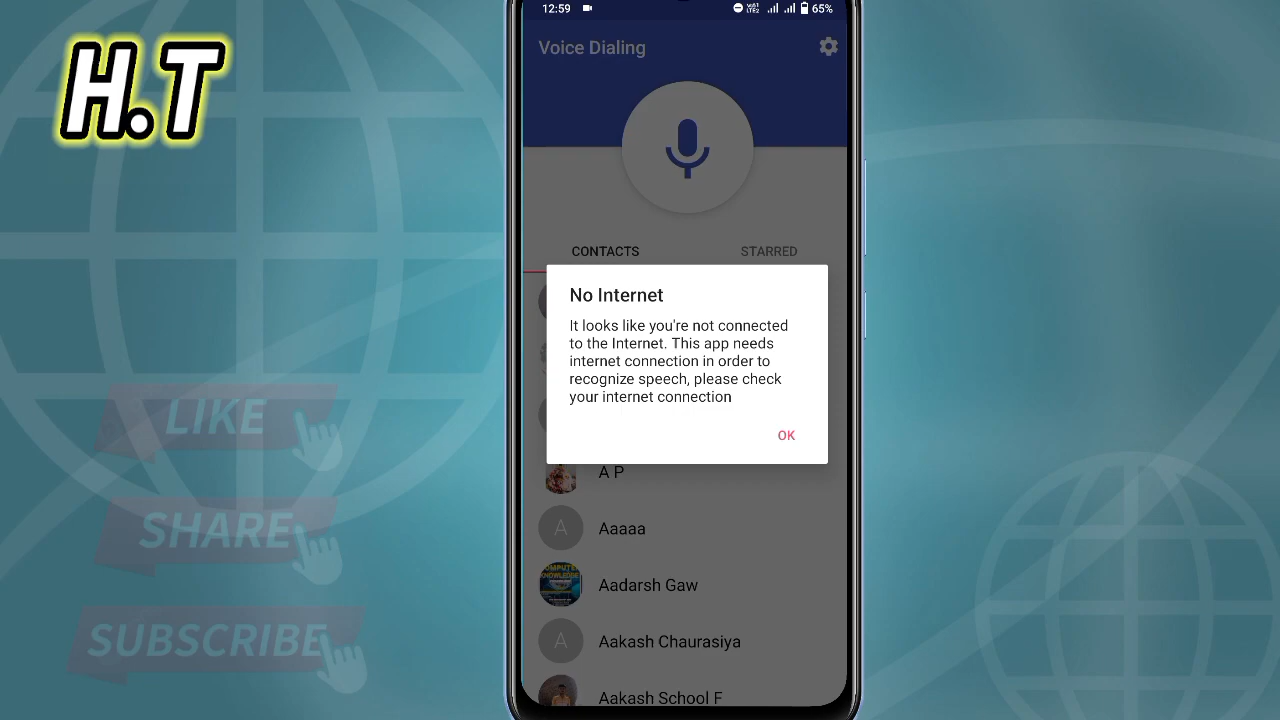 H.T
12:59
65%
Voice Dialing
CONTACTS
STARRED
No Internet
It looks like you're not connected
to the Internet. This app needs
internet connection in order to
recognize speech, please check
your internet connection
OK
A P
A
Aaaaa
Aadarsh Gaw
A
Aakash Chaurasiya
Aakash School F
LIKE
SHARE
SUBSCRIBE